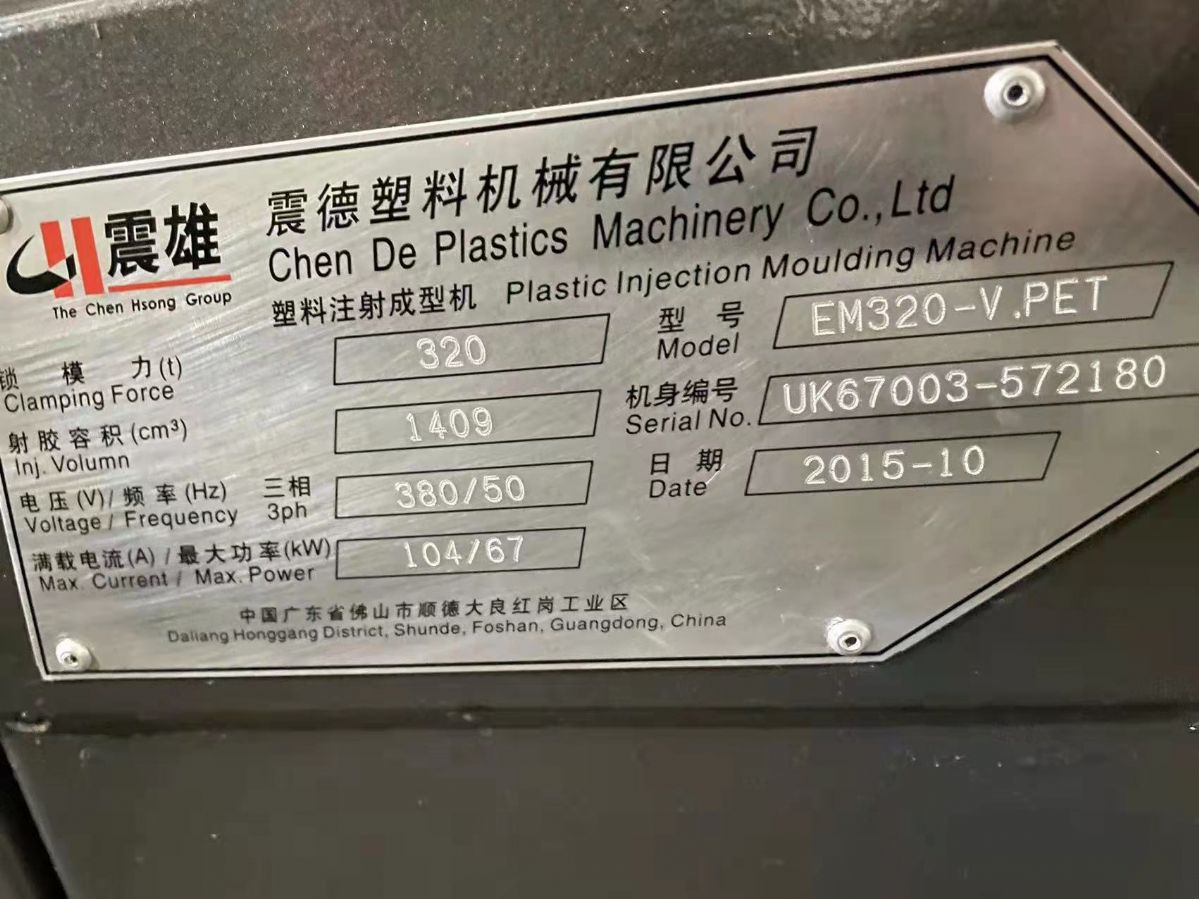 震雄
The Chen Hsong Group
震德塑料机械有限公司
Chen De Plastics Machinery Co.,Ltd
塑料注射成型机 Plastic Injection Moulding Machine
锁模力(t) 320
Clamping Force
射胶容积(cm³) 1409
Inj. Volumn
电压(V)/频率(Hz) 三相 380/50
Voltage / Frequency 3ph
满载电流(A)/最大功率(kW) 104/67
Max. Current / Max. Power
型号 EM320-V.PET
Model
机身编号 UK67003-572180
Serial No.
日期 2015-10
Date
中国广东省佛山市顺德大良红岗工业区
Daliang Honggang District, Shunde, Foshan, Guangdong, China